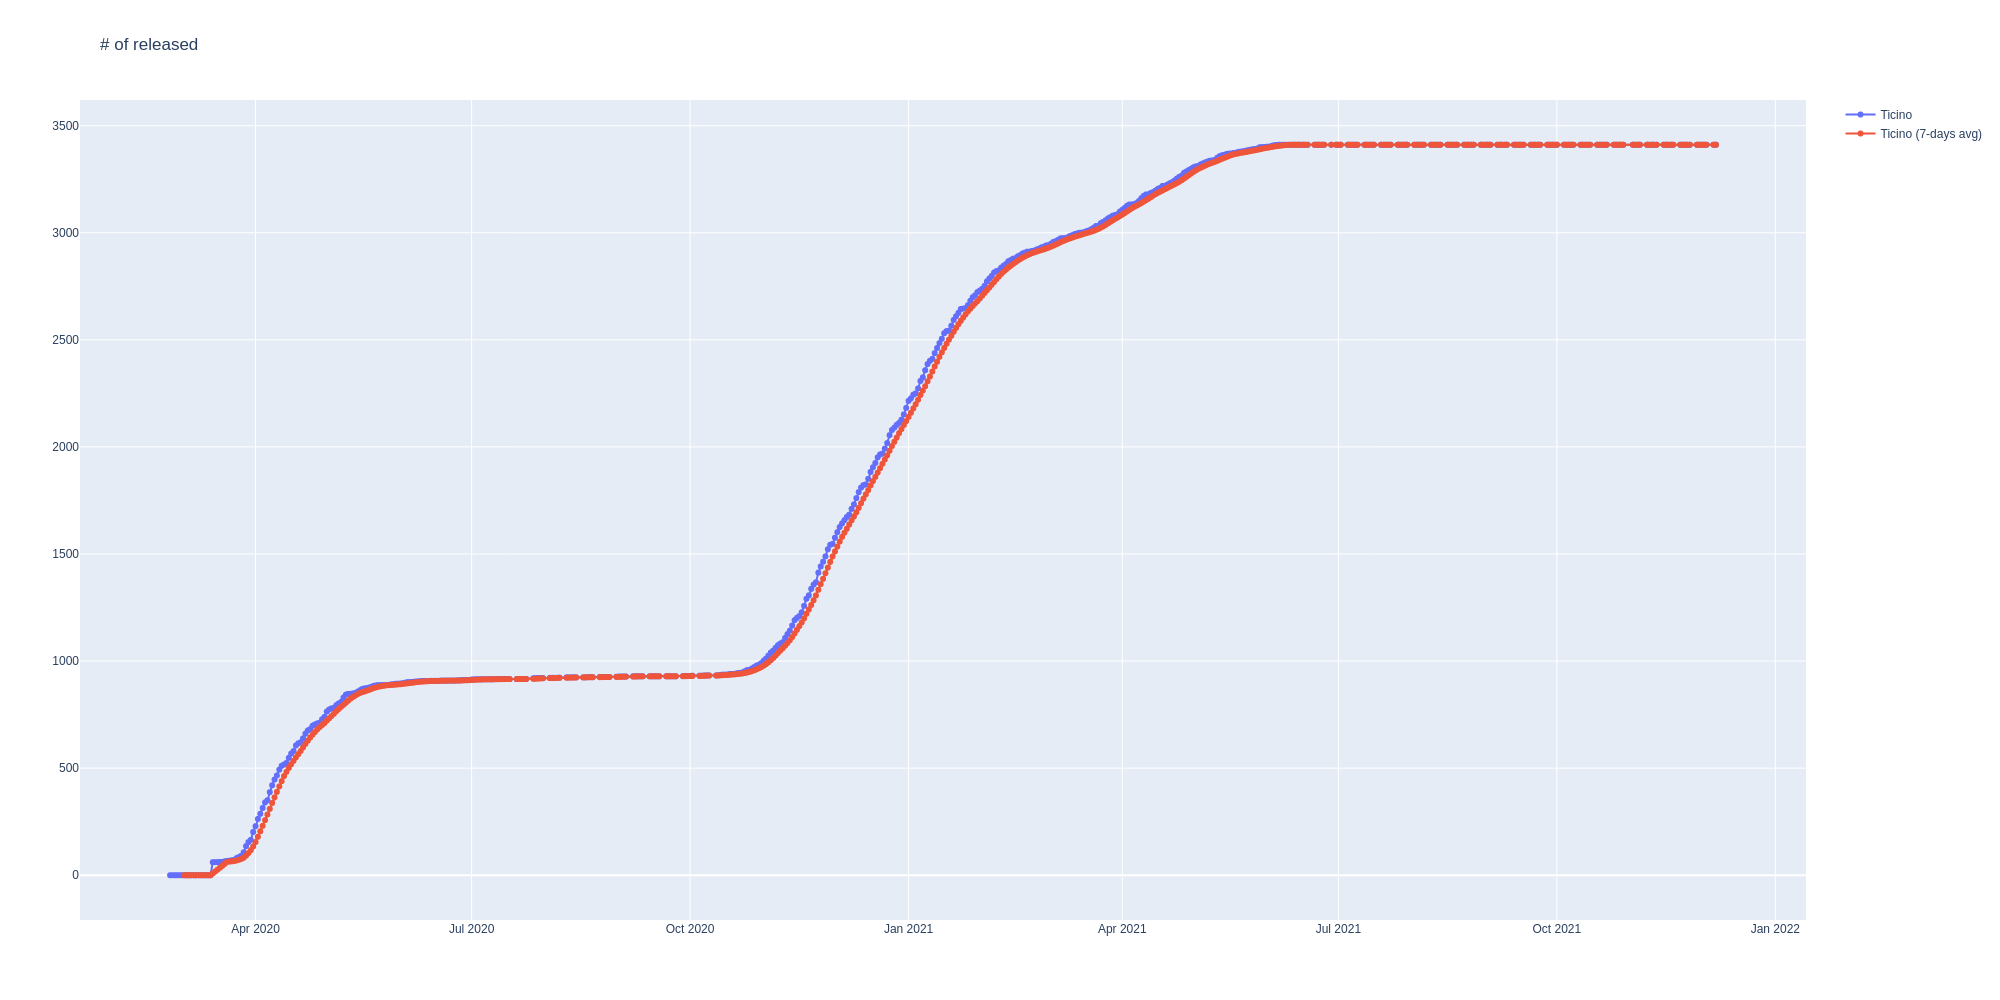 # of released
Ticino
Ticino (7-days avg)
3500
3000
2500
2000
1500
1000
500
0
Apr 2020
Jul 2020
Oct 2020
Jan 2021
Apr 2021
Jul 2021
Oct 2021
Jan 2022